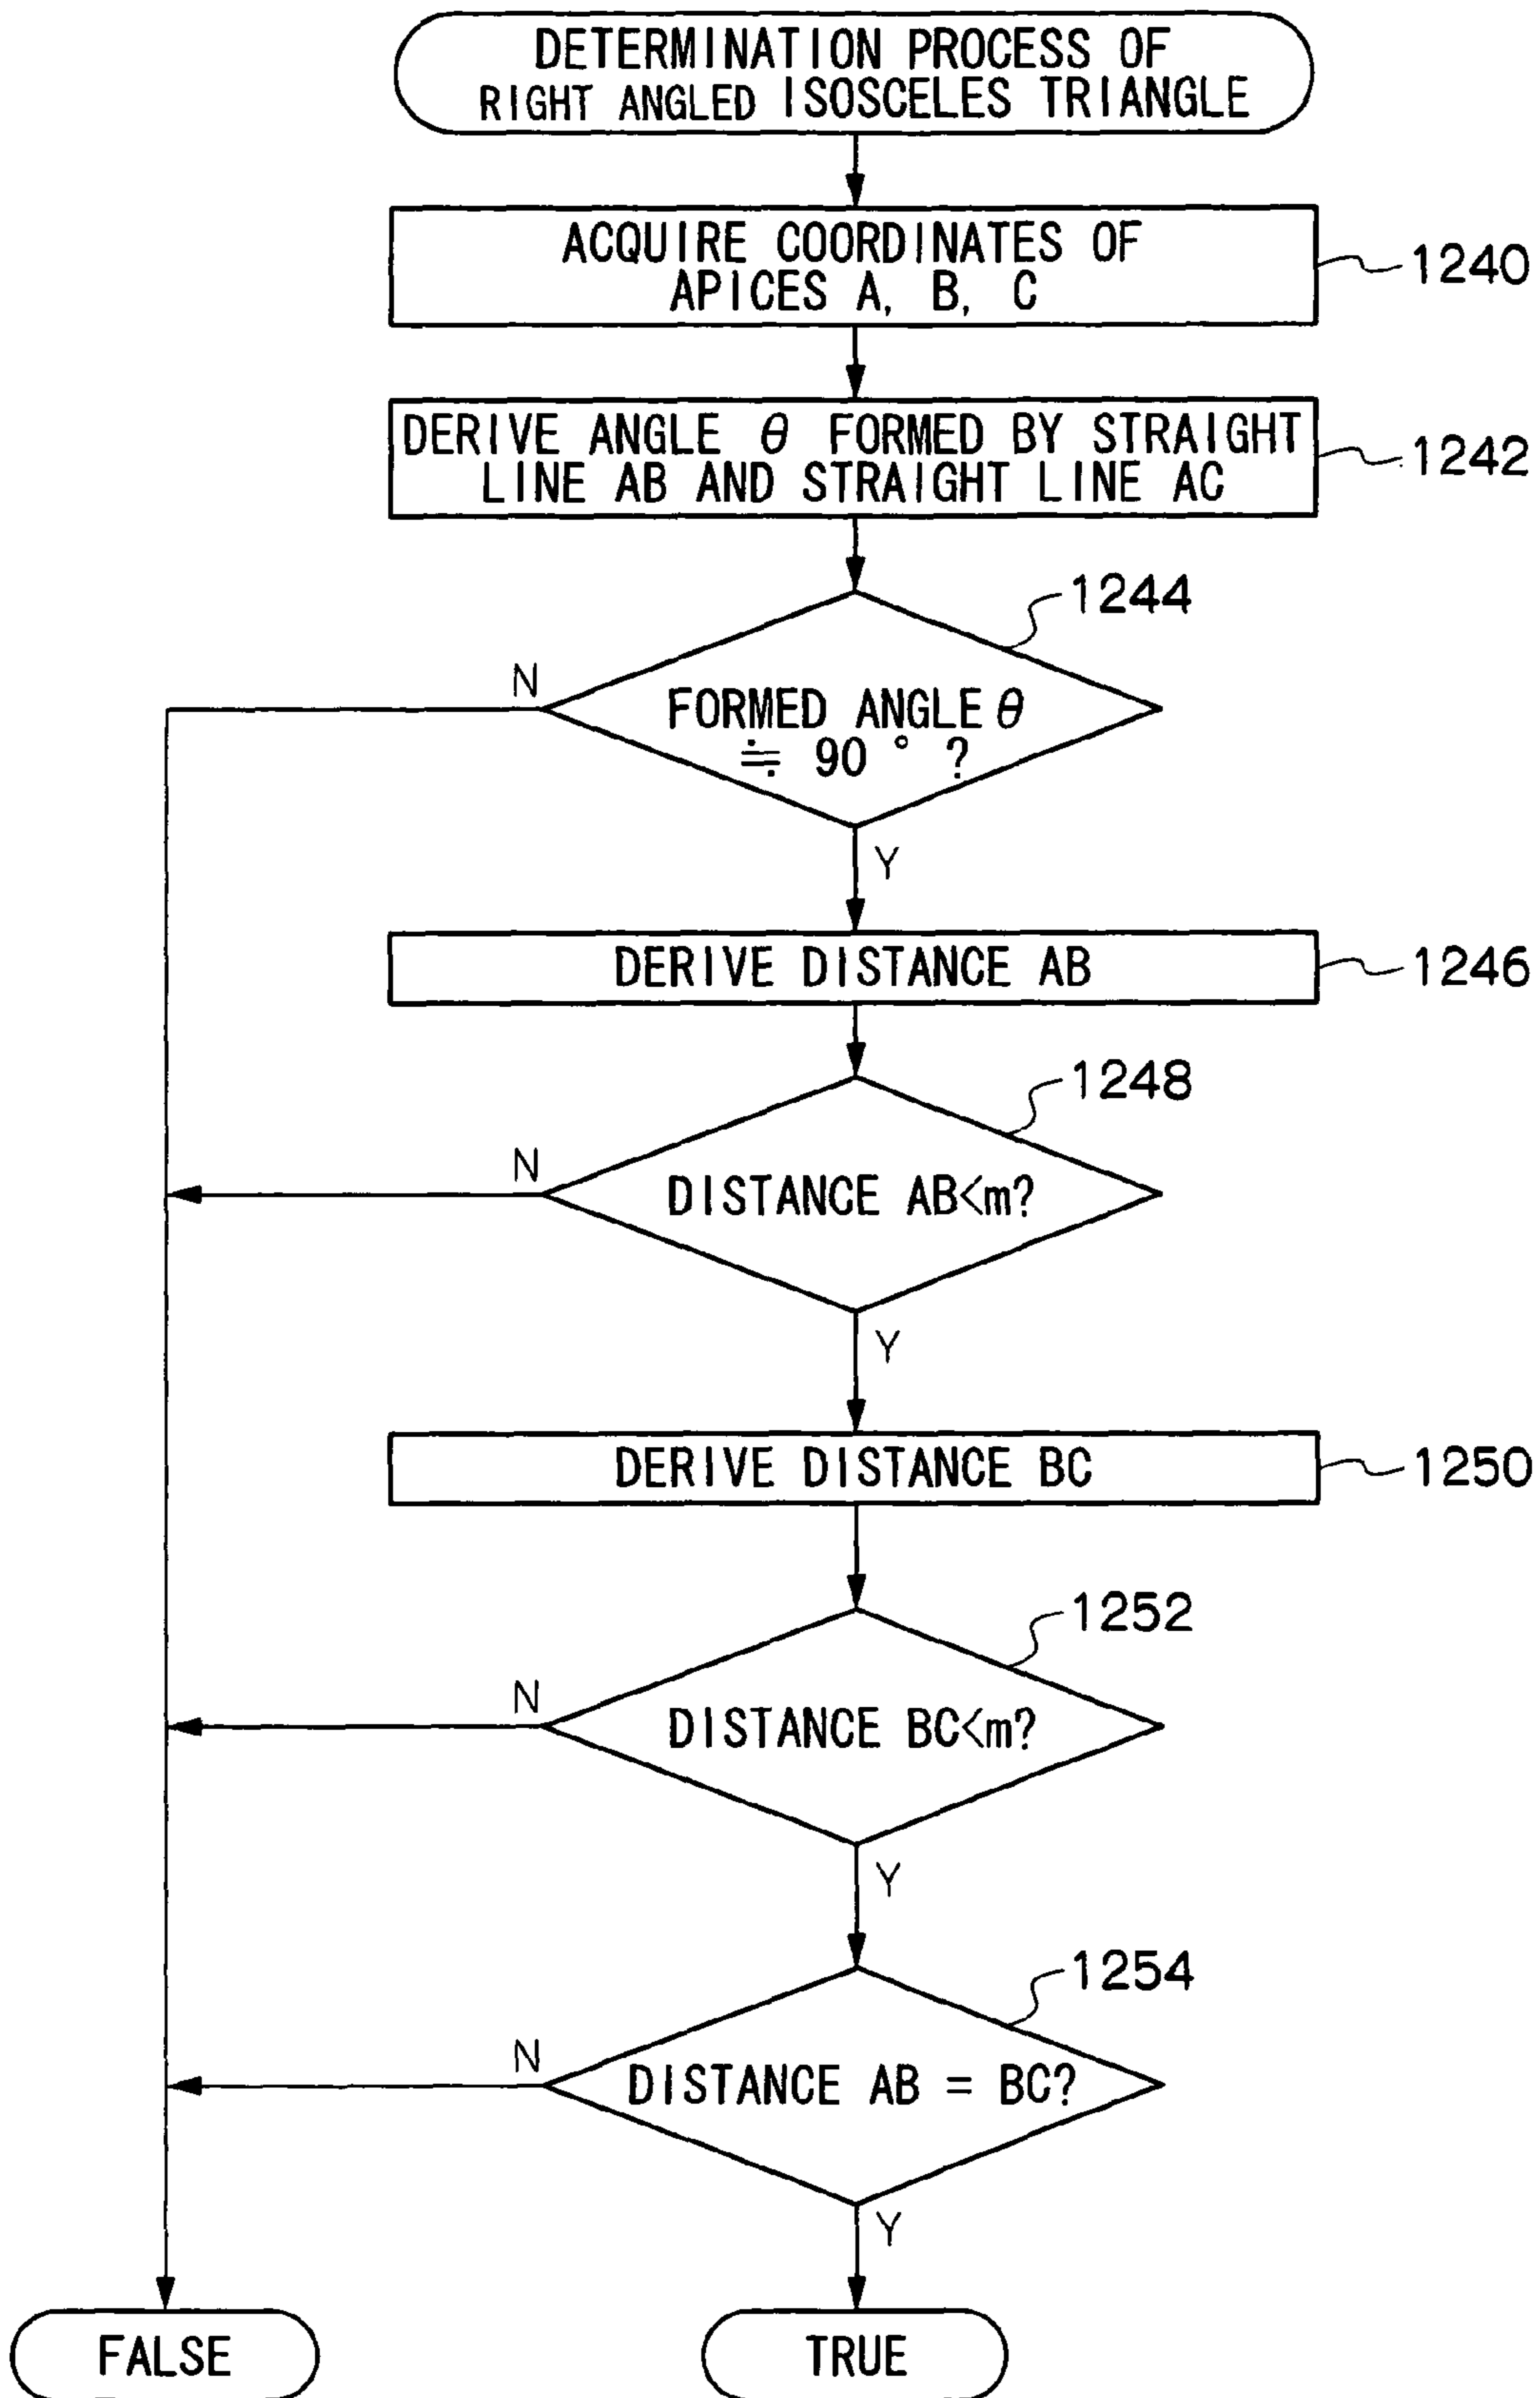 DETERMINATION PROCESS OF
RIGHT ANGLED ISOSCELES TRIANGLE
ACQUIRE COORDINATES OF
APICES A, B, C
1240
DERIVE ANGLE θ FORMED BY STRAIGHT
LINE AB AND STRAIGHT LINE AC
1242
1244
N
FORMED ANGLE θ
≒ 90 ° ?
Y
DERIVE DISTANCE AB
1246
1248
N
DISTANCE AB<m?
Y
DERIVE DISTANCE BC
1250
1252
N
DISTANCE BC<m?
Y
1254
N
DISTANCE AB = BC?
Y
FALSE
TRUE